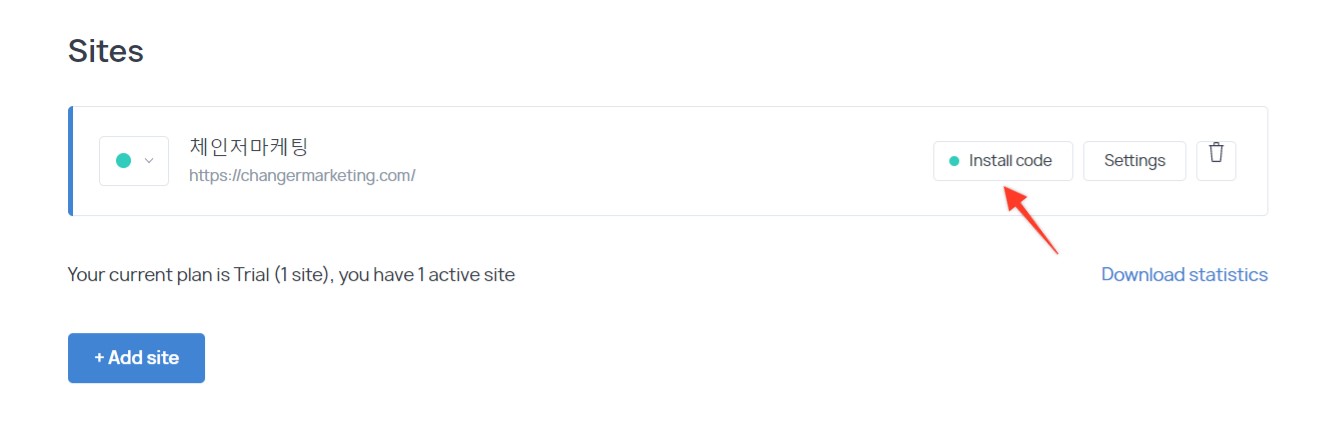 Sites
체인저마케팅
https://changermarketing.com/
Install code
Settings
Your current plan is Trial (1 site), you have 1 active site
Download statistics
+ Add site